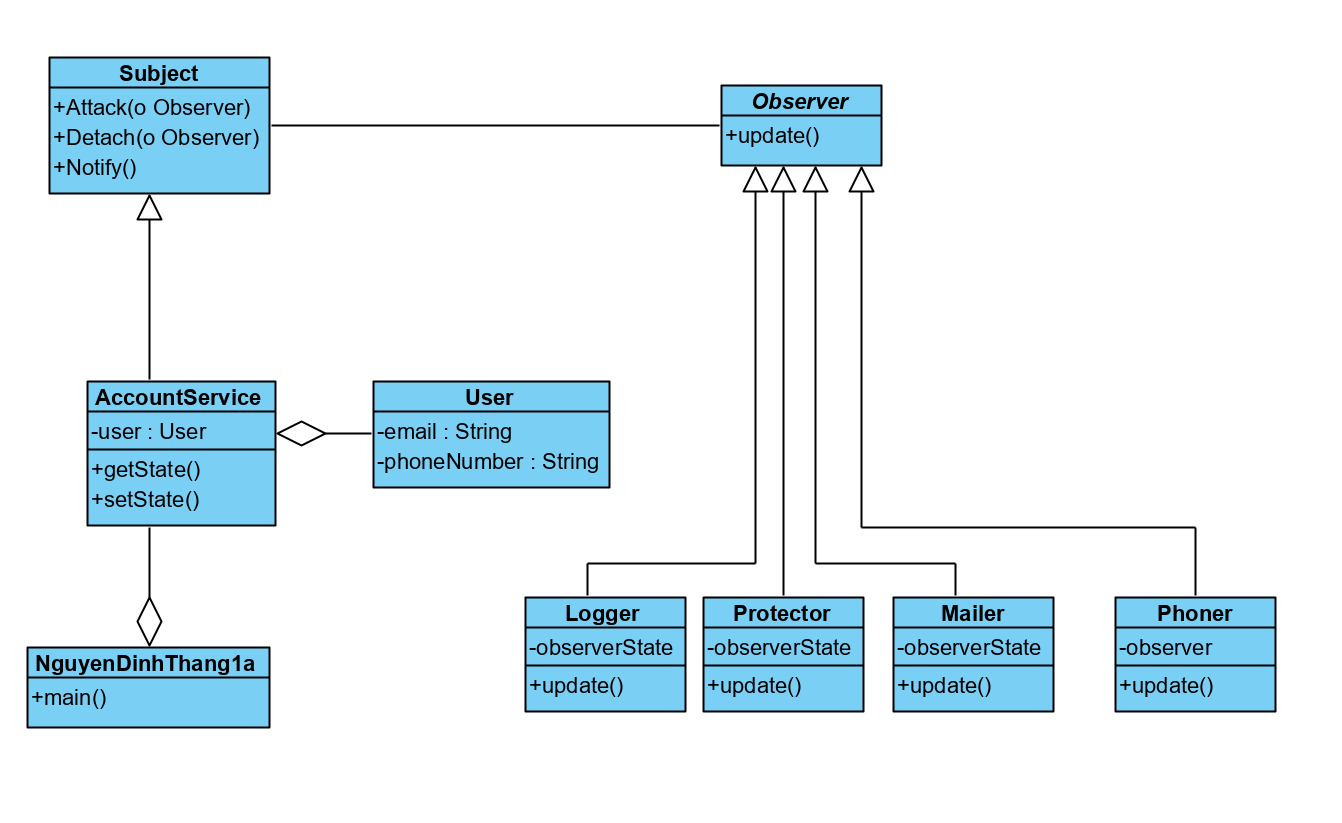 Subject
+Attack(o Observer)
+Detach(o Observer)
+Notify()
Observer
+update()
AccountService
-user : User
+getState()
+setState()
User
-email : String
-phoneNumber : String
NguyenDinhThang1a
+main()
Logger
-observerState
+update()
Protector
-observerState
+update()
Mailer
-observerState
+update()
Phoner
-observer
+update()